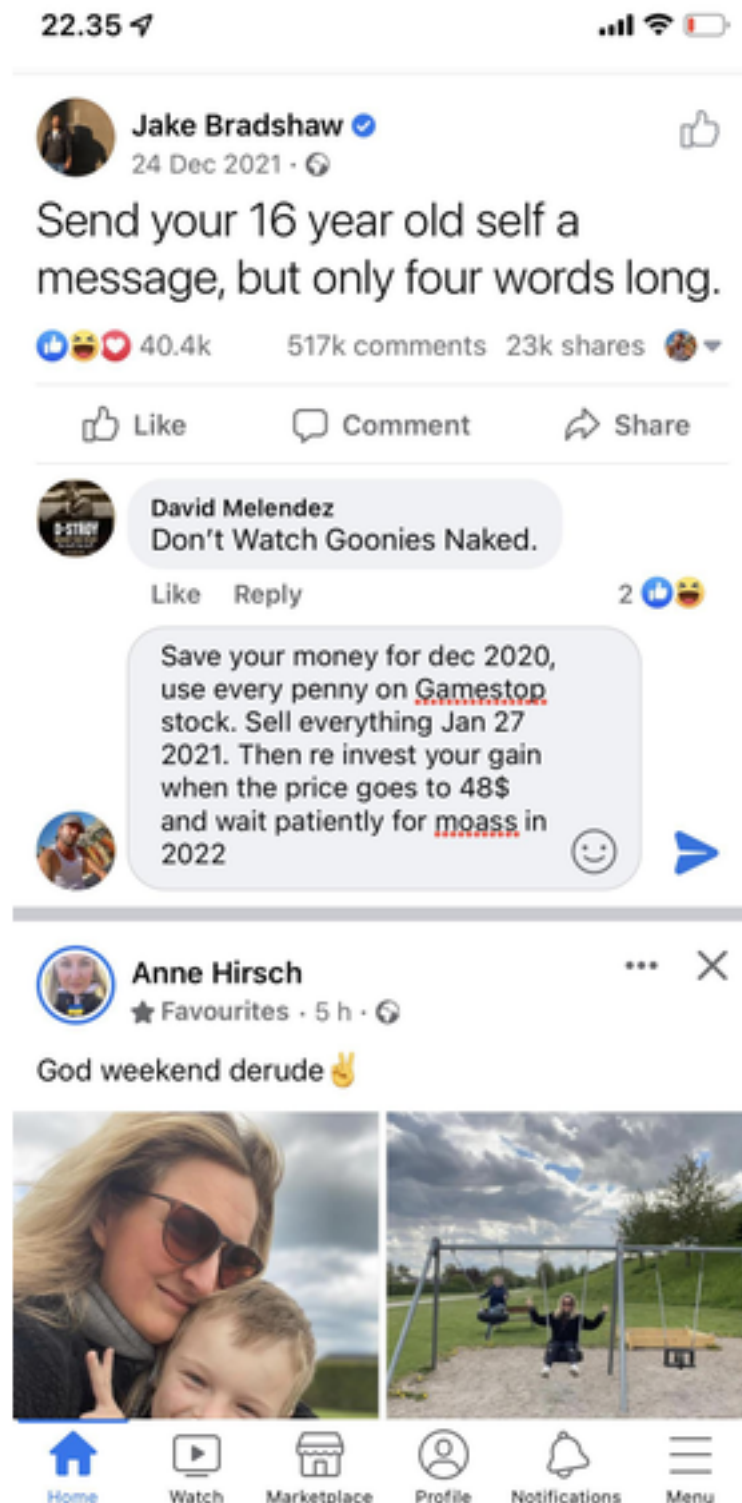 22.35
Jake Bradshaw
24 Dec 2021 ·
Send your 16 year old self a
message, but only four words long.
40.4k 517k comments 23k shares
Like Comment Share
D-STROY
David Melendez
Don't Watch Goonies Naked.
Like Reply 2
Save your money for dec 2020,
use every penny on Gamestop
stock. Sell everything Jan 27
2021. Then re invest your gain
when the price goes to 48$
and wait patiently for moass in
2022
Anne Hirsch
Favourites · 5 h ·
God weekend derude✌️
Home Watch Marketplace Profile Notifications Menu